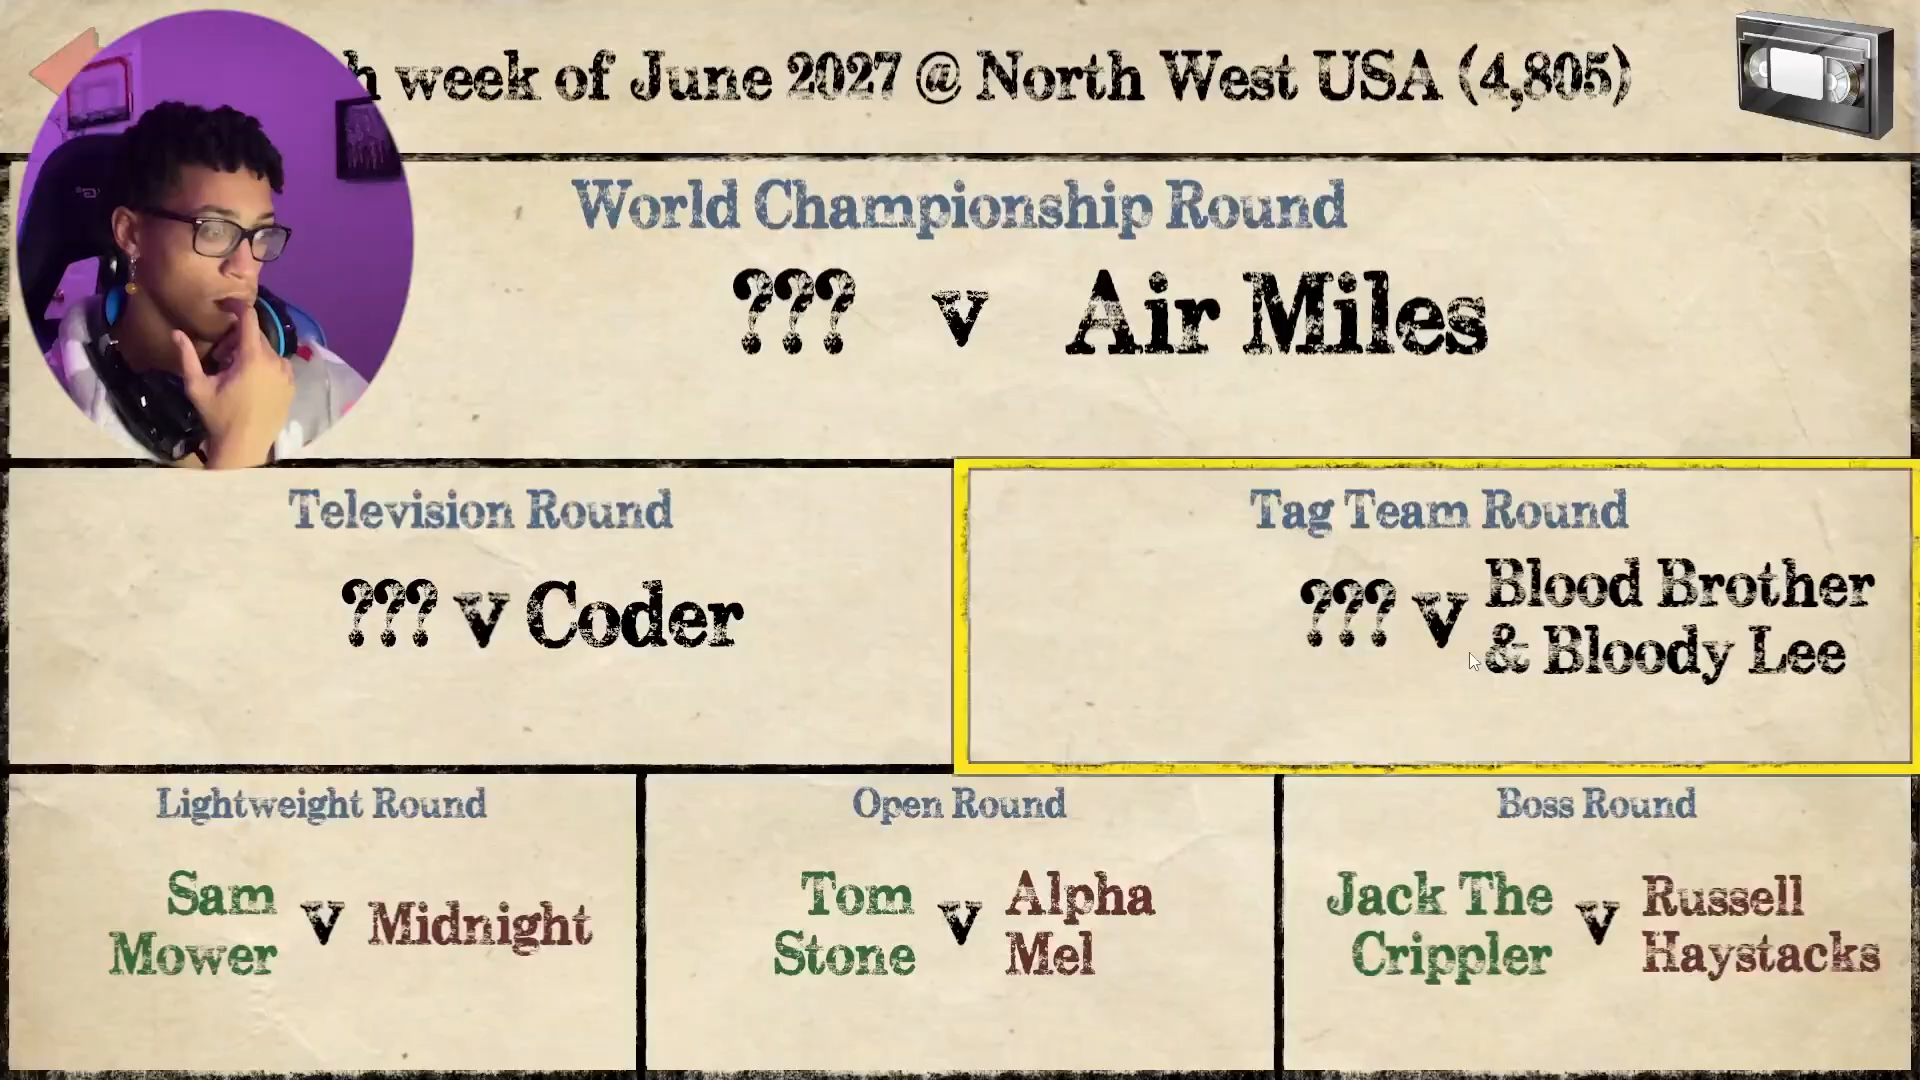 h week of June 2027 @ North West USA (4,805)
World Championship Round
??? v Air Miles
Television Round
??? v Coder
Tag Team Round
??? v Blood Brother
& Bloody Lee
Lightweight Round
Sam
Mower
v
Midnight
Open Round
Tom
Stone
v
Alpha
Mel
Boss Round
Jack The
Crippler
v
Russell
Haystacks